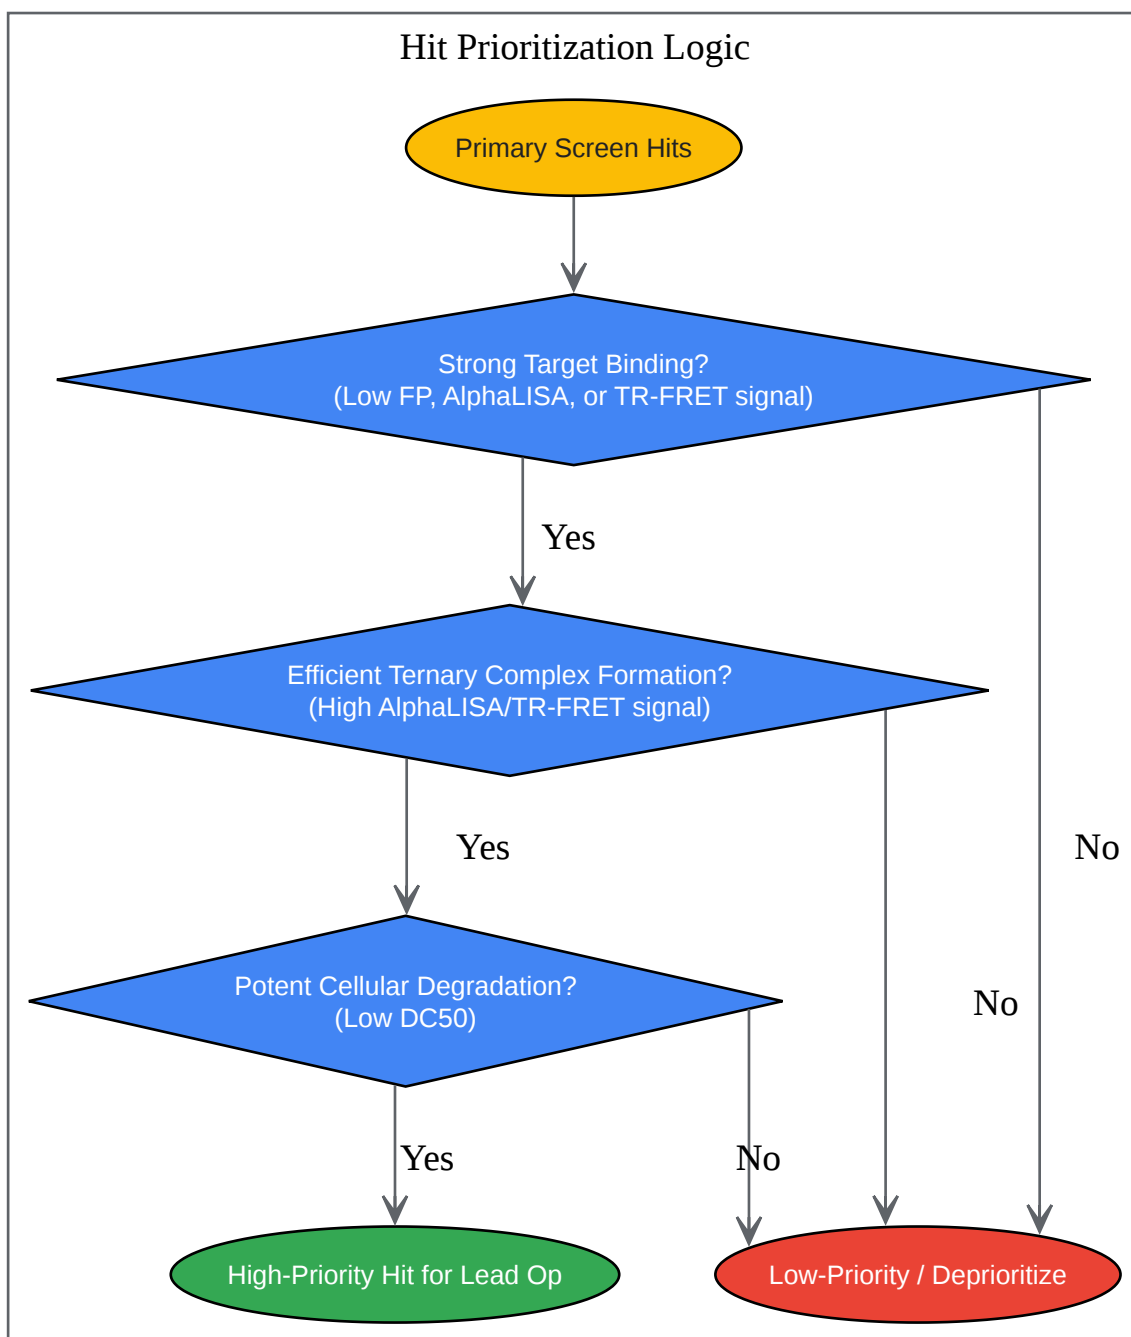 Hit Prioritization Logic
Primary Screen Hits
Strong Target Binding?
(Low FP, AlphaLISA, or TR-FRET signal)
Yes
Efficient Ternary Complex Formation?
(High AlphaLISA/TR-FRET signal)
Yes
No
Potent Cellular Degradation?
(Low DC50)
No
Yes
No
High-Priority Hit for Lead Op
Low-Priority / Deprioritize